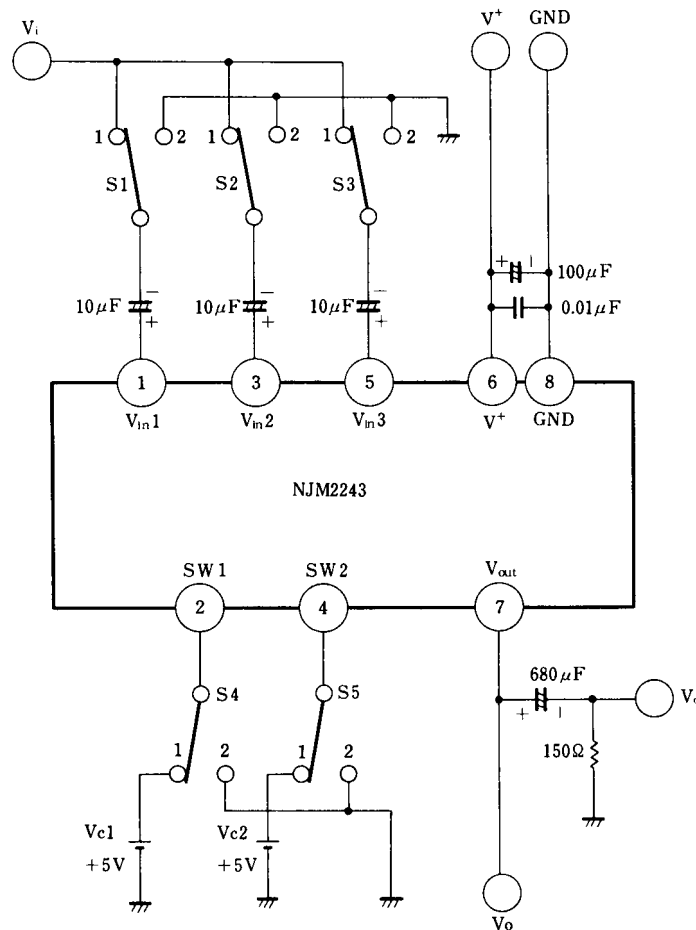 Vi
V+
GND
1 2 1 2 1 2
S1
S2
S3
10μF
10μF
10μF
100μF
0.01μF
+ −
− +
− +
− +
1
3
5
6
8
Vin1
Vin2
Vin3
V+
GND
NJM2243
SW1
SW2
Vout
2
4
7
S4
S5
680μF
+ −
1 2
1 2
150Ω
Vc1
+5V
Vc2
+5V
Vo